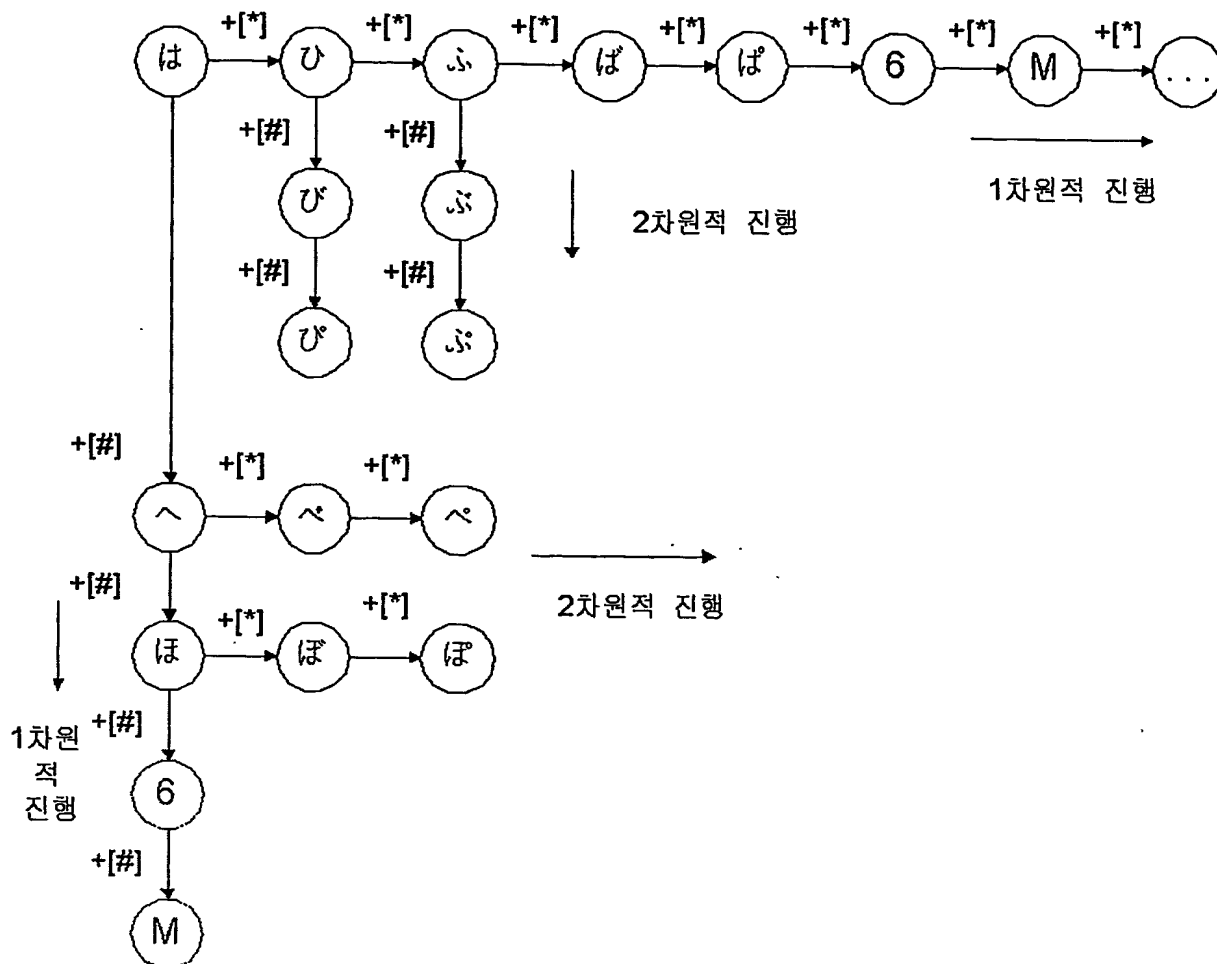 +[*] +[*] +[*] +[*] +[*] +[*] +[*]
は ひ ふ ば ぱ 6 M ...
+[#] +[#]
1차원적 진행
び ぶ
2차원적 진행
+[#] +[#]
ぴ ぷ
+[#] +[*] +[*]
へ べ ぺ
+[#]
2차원적 진행
+[*] +[*]
ほ ぼ ぽ
+[#]
1차원
적
진행
6
+[#]
M